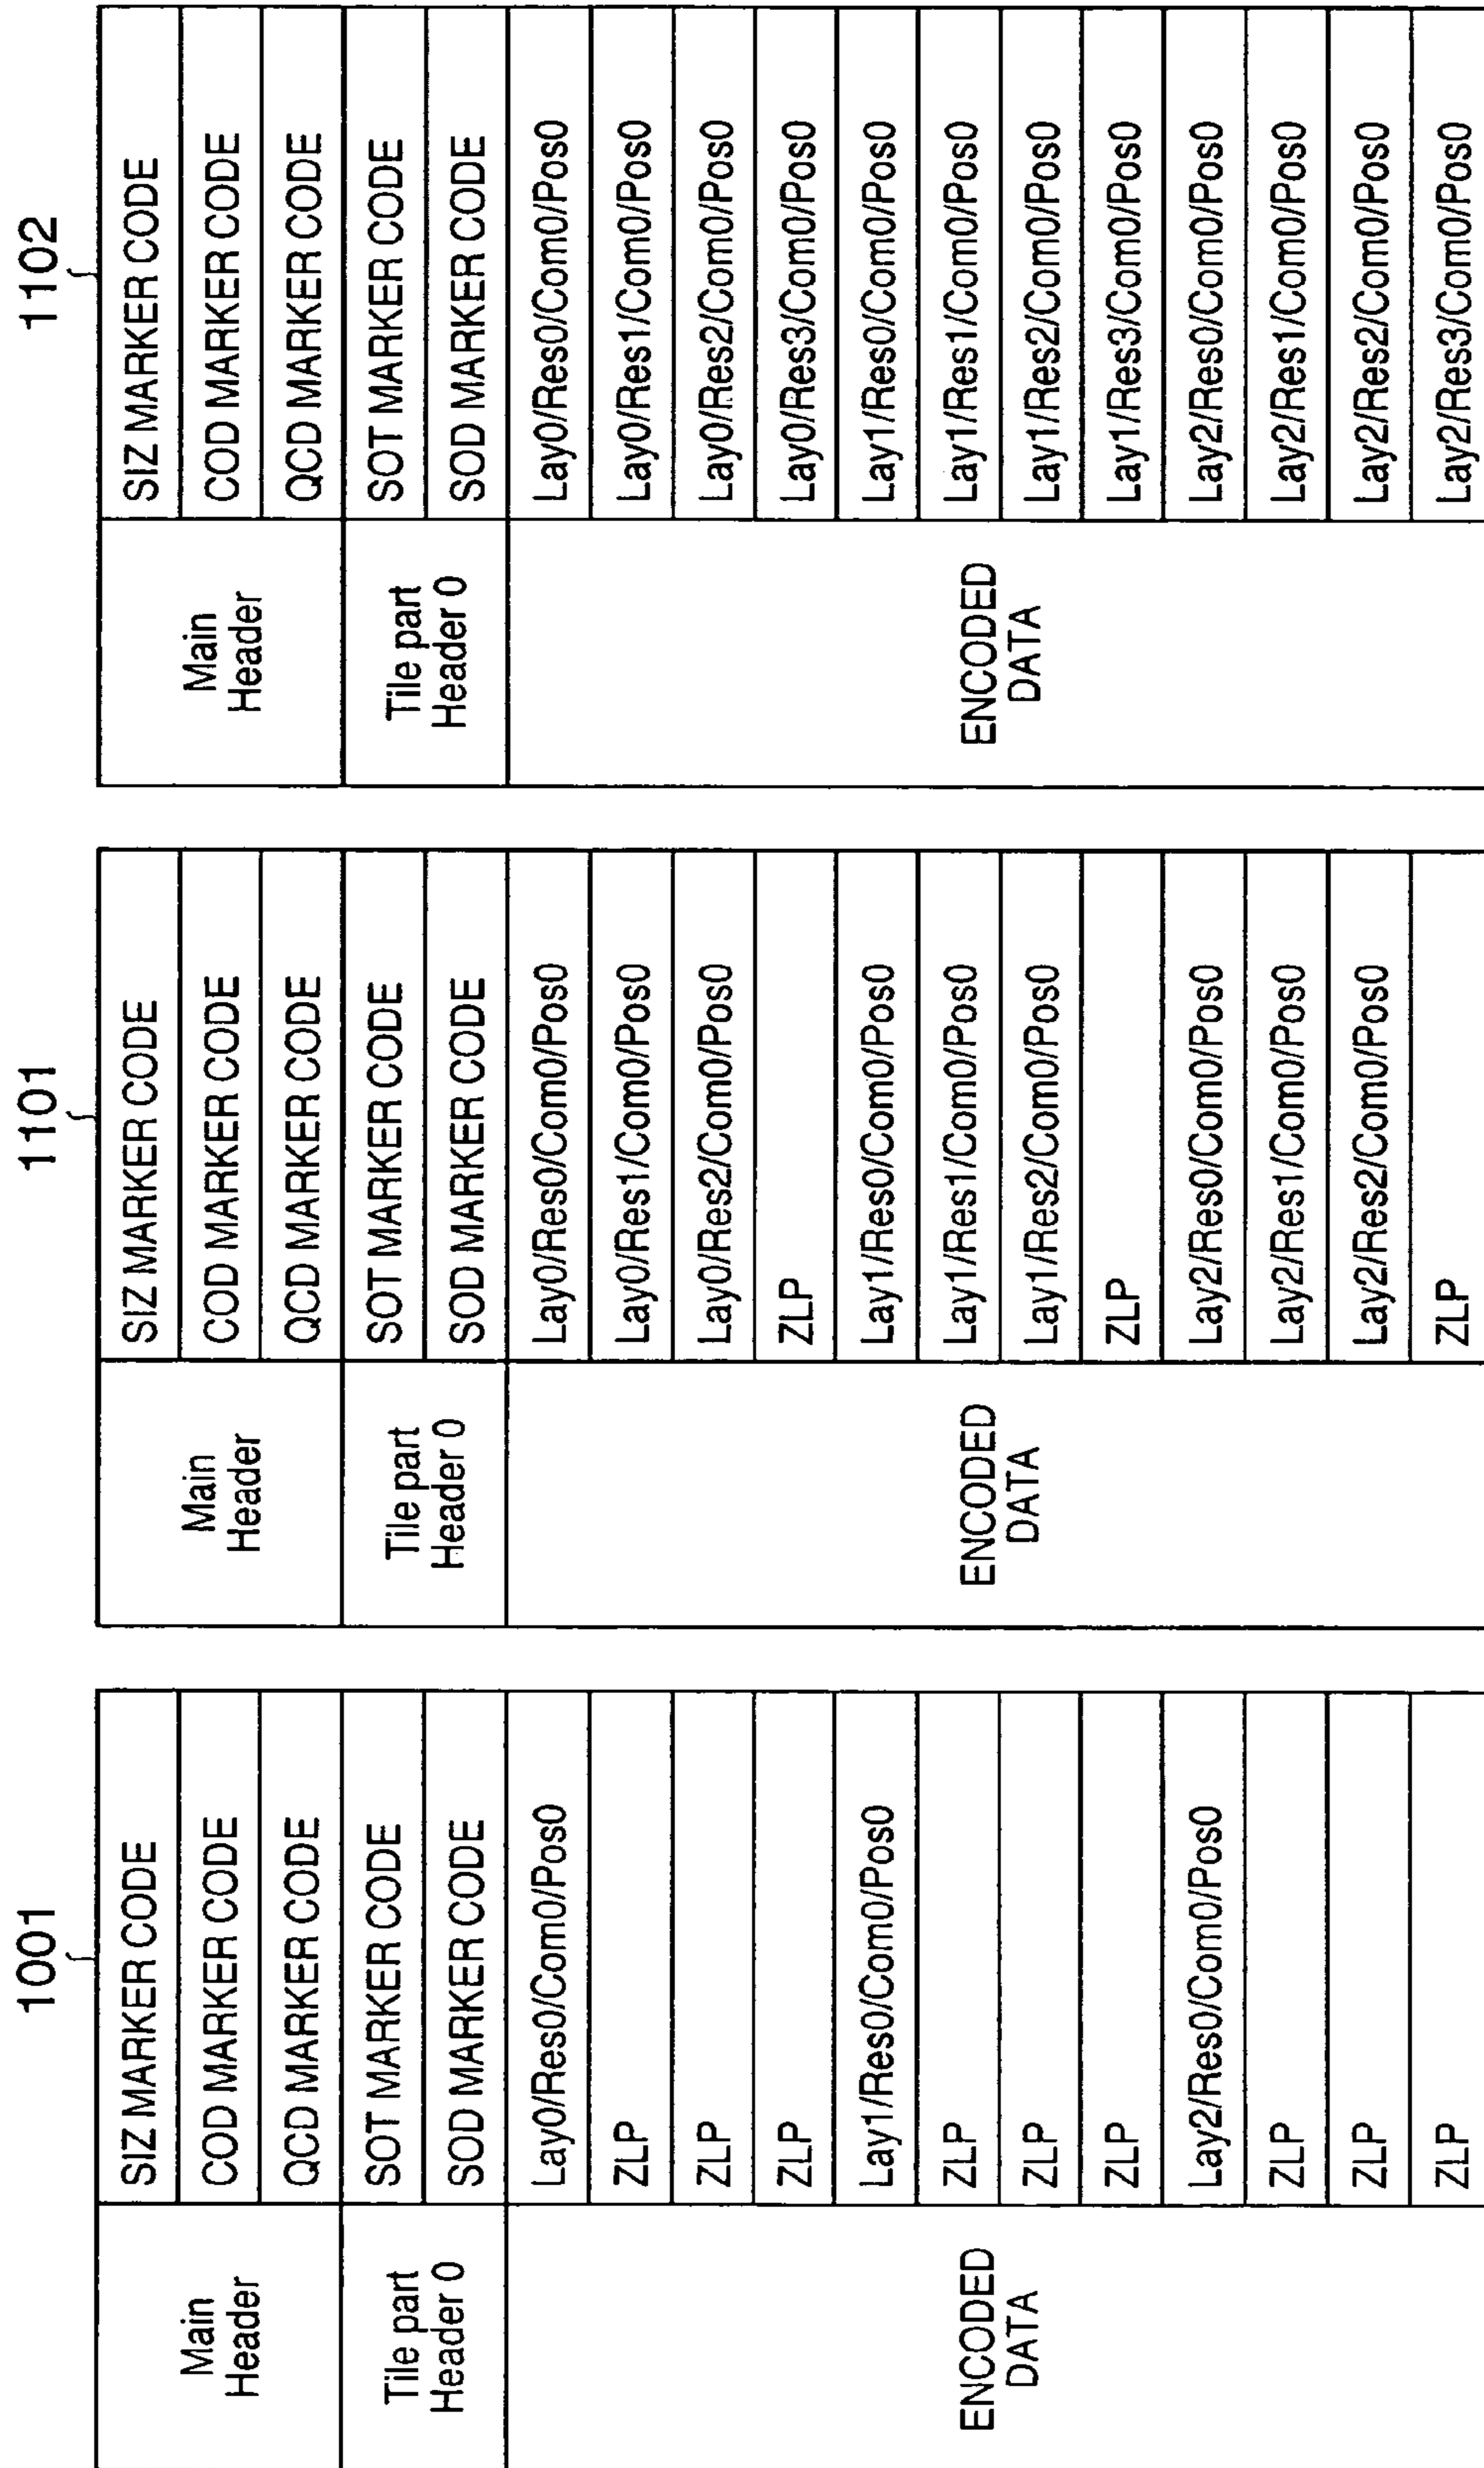 1001
Main
Header
SIZ MARKER CODE
COD MARKER CODE
QCD MARKER CODE
Tile part
Header 0
SOT MARKER CODE
SOD MARKER CODE
ENCODED
DATA
Lay0/Res0/Com0/Pos0
ZLP
ZLP
ZLP
Lay1/Res0/Com0/Pos0
ZLP
ZLP
ZLP
Lay2/Res0/Com0/Pos0
ZLP
ZLP
ZLP
1101
Main
Header
SIZ MARKER CODE
COD MARKER CODE
QCD MARKER CODE
Tile part
Header 0
SOT MARKER CODE
SOD MARKER CODE
ENCODED
DATA
Lay0/Res0/Com0/Pos0
Lay0/Res1/Com0/Pos0
Lay0/Res2/Com0/Pos0
ZLP
Lay1/Res0/Com0/Pos0
Lay1/Res1/Com0/Pos0
Lay1/Res2/Com0/Pos0
ZLP
Lay2/Res0/Com0/Pos0
Lay2/Res1/Com0/Pos0
Lay2/Res2/Com0/Pos0
ZLP
1102
Main
Header
SIZ MARKER CODE
COD MARKER CODE
QCD MARKER CODE
Tile part
Header 0
SOT MARKER CODE
SOD MARKER CODE
ENCODED
DATA
Lay0/Res0/Com0/Pos0
Lay0/Res1/Com0/Pos0
Lay0/Res2/Com0/Pos0
Lay0/Res3/Com0/Pos0
Lay1/Res0/Com0/Pos0
Lay1/Res1/Com0/Pos0
Lay1/Res2/Com0/Pos0
Lay1/Res3/Com0/Pos0
Lay2/Res0/Com0/Pos0
Lay2/Res1/Com0/Pos0
Lay2/Res2/Com0/Pos0
Lay2/Res3/Com0/Pos0